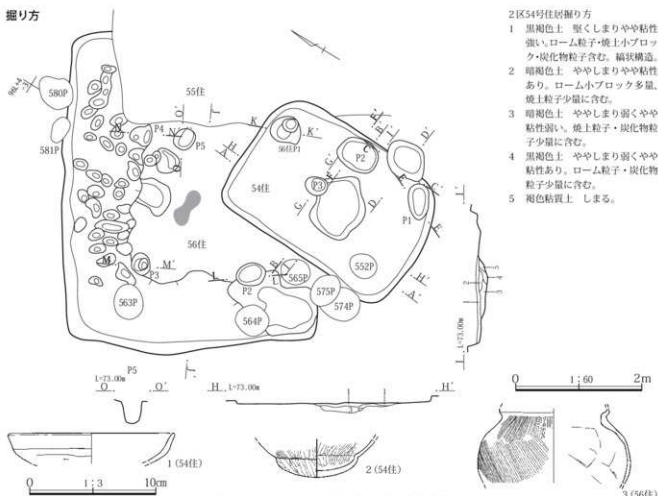 掘り方
2区54号住居掘り方
1 黒褐色土 堅くしまりやや粘性
強い。ローム粒子・焼土小ブロッ
ク・炭化物粒子含む。縞状構造。
2 暗褐色土 ややしまりやや粘性
あり。ローム小ブロック多量、
焼土粒子少量に含む。
3 暗褐色土 ややしまり弱くやや
粘性弱い。焼土粒子・炭化物粒
子少量に含む。
4 黒褐色土 ややしまり弱くやや
粘性あり。ローム粒子・炭化物
粒子少量に含む。
5 褐色粘質土 しまる。
580P
581P
55住
O´
T
K
K´
56住P1
H
A
N
N´
P4
P5
O
54住
G´
P2
C
B
E´
D´
P3
F
G
D
E
C´
P1
E
56住
M
M´
P3
L
P2
B
L´
565P
552P
H´
A´
575P
574P
563P
564P
T´
I´
L=73.00m
I
P5
O L=73.00m O´
H L=73.00m H´
0 1：60 2m
1 (54住)
2 (54住)
3 (56住)
0 1：3 10cm